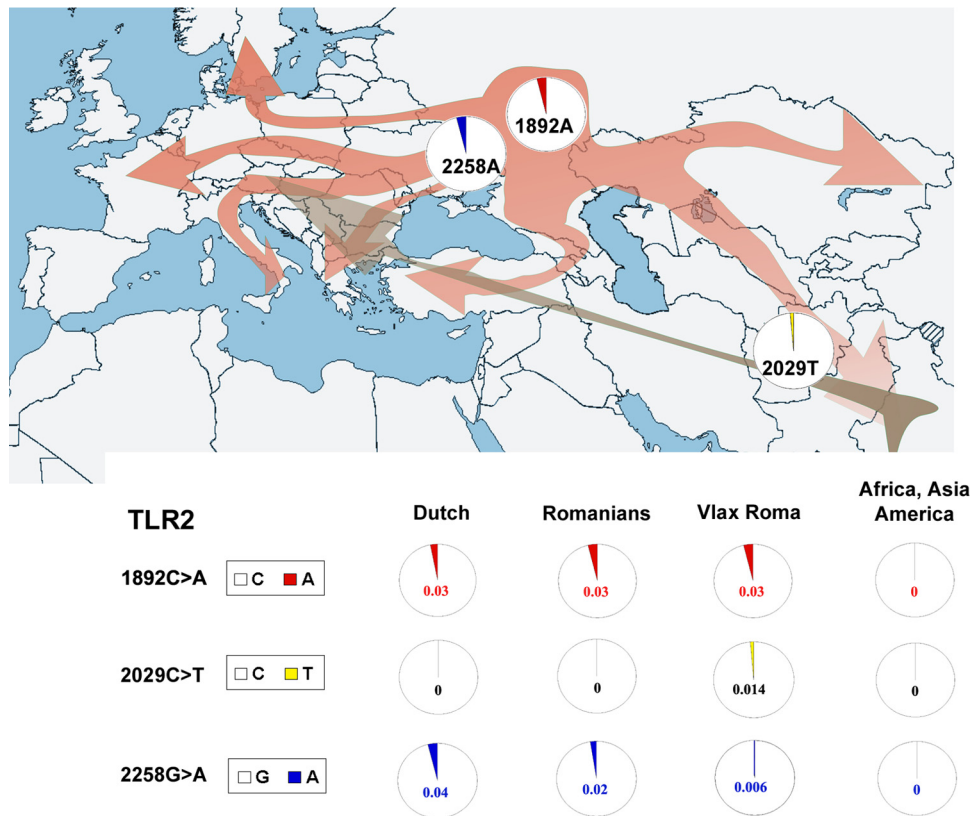 1892A
2258A
2029T
TLR2
Dutch
Romanians
Vlax Roma
Africa, Asia
America
1892C>A
C A
0.03
0.03
0.03
0
2029C>T
C T
0
0
0.014
0
2258G>A
G A
0.04
0.02
0.006
0